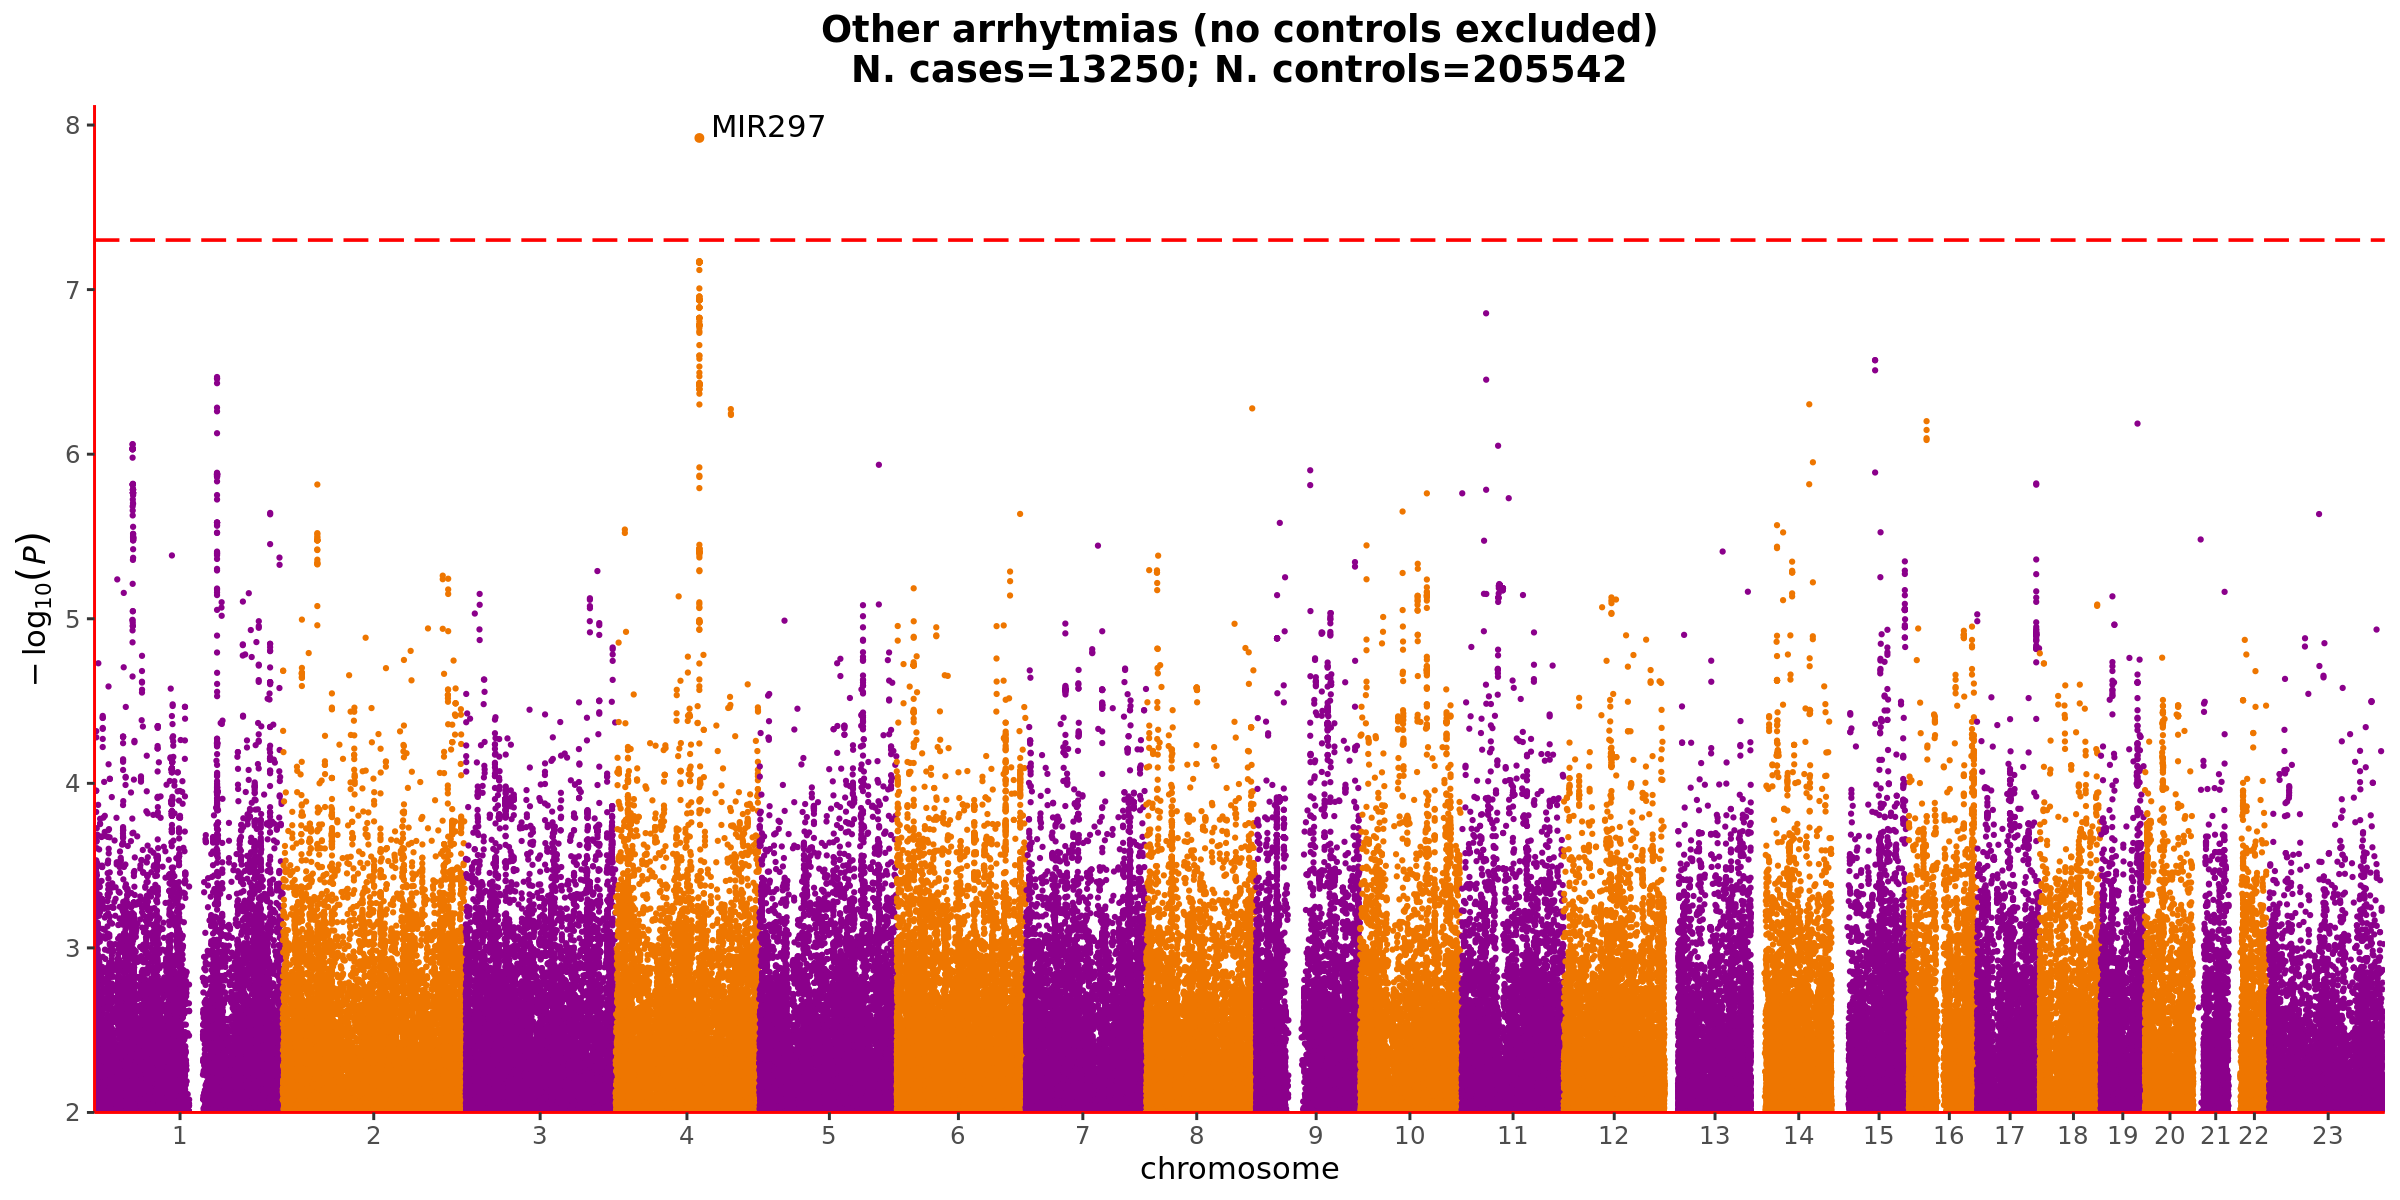 Other arrhytmias (no controls excluded)
N. cases=13250; N. controls=205542
MIR297
8
7
6
5
4
3
2
−log₁₀(P)
1 2 3 4 5 6 7 8 9 10 11 12 13 14 15 16 17 18 19 20 21 22 23
chromosome